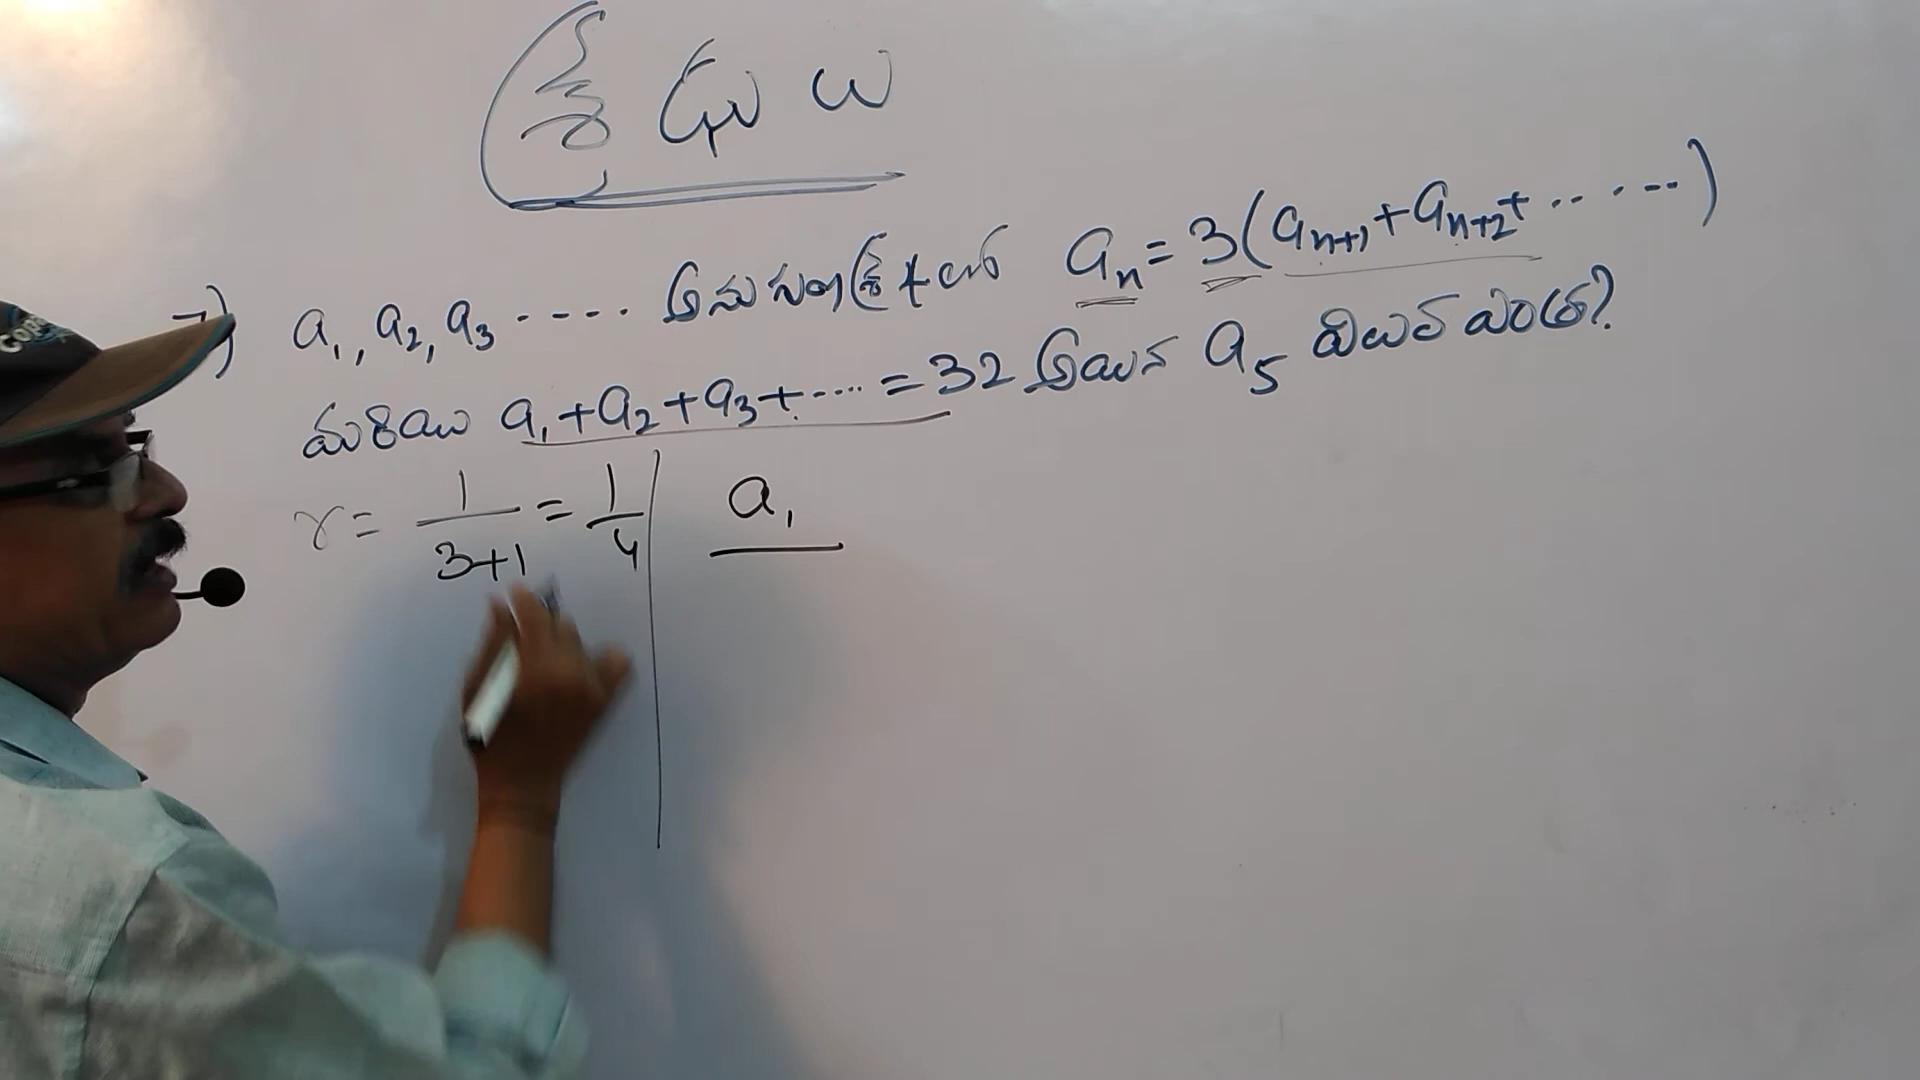 శ్రేఢులు
7) a₁, a₂, a₃ ..... అను అనుక్రమంలో aₙ = 3(aₙ₊₁ + aₙ₊₂ + .......)
మరియు a₁ + a₂ + a₃ + ..... = 32 అయిన a₅ విలువ ఎంత?
r = 1/(3+1) = 1/4
a₁